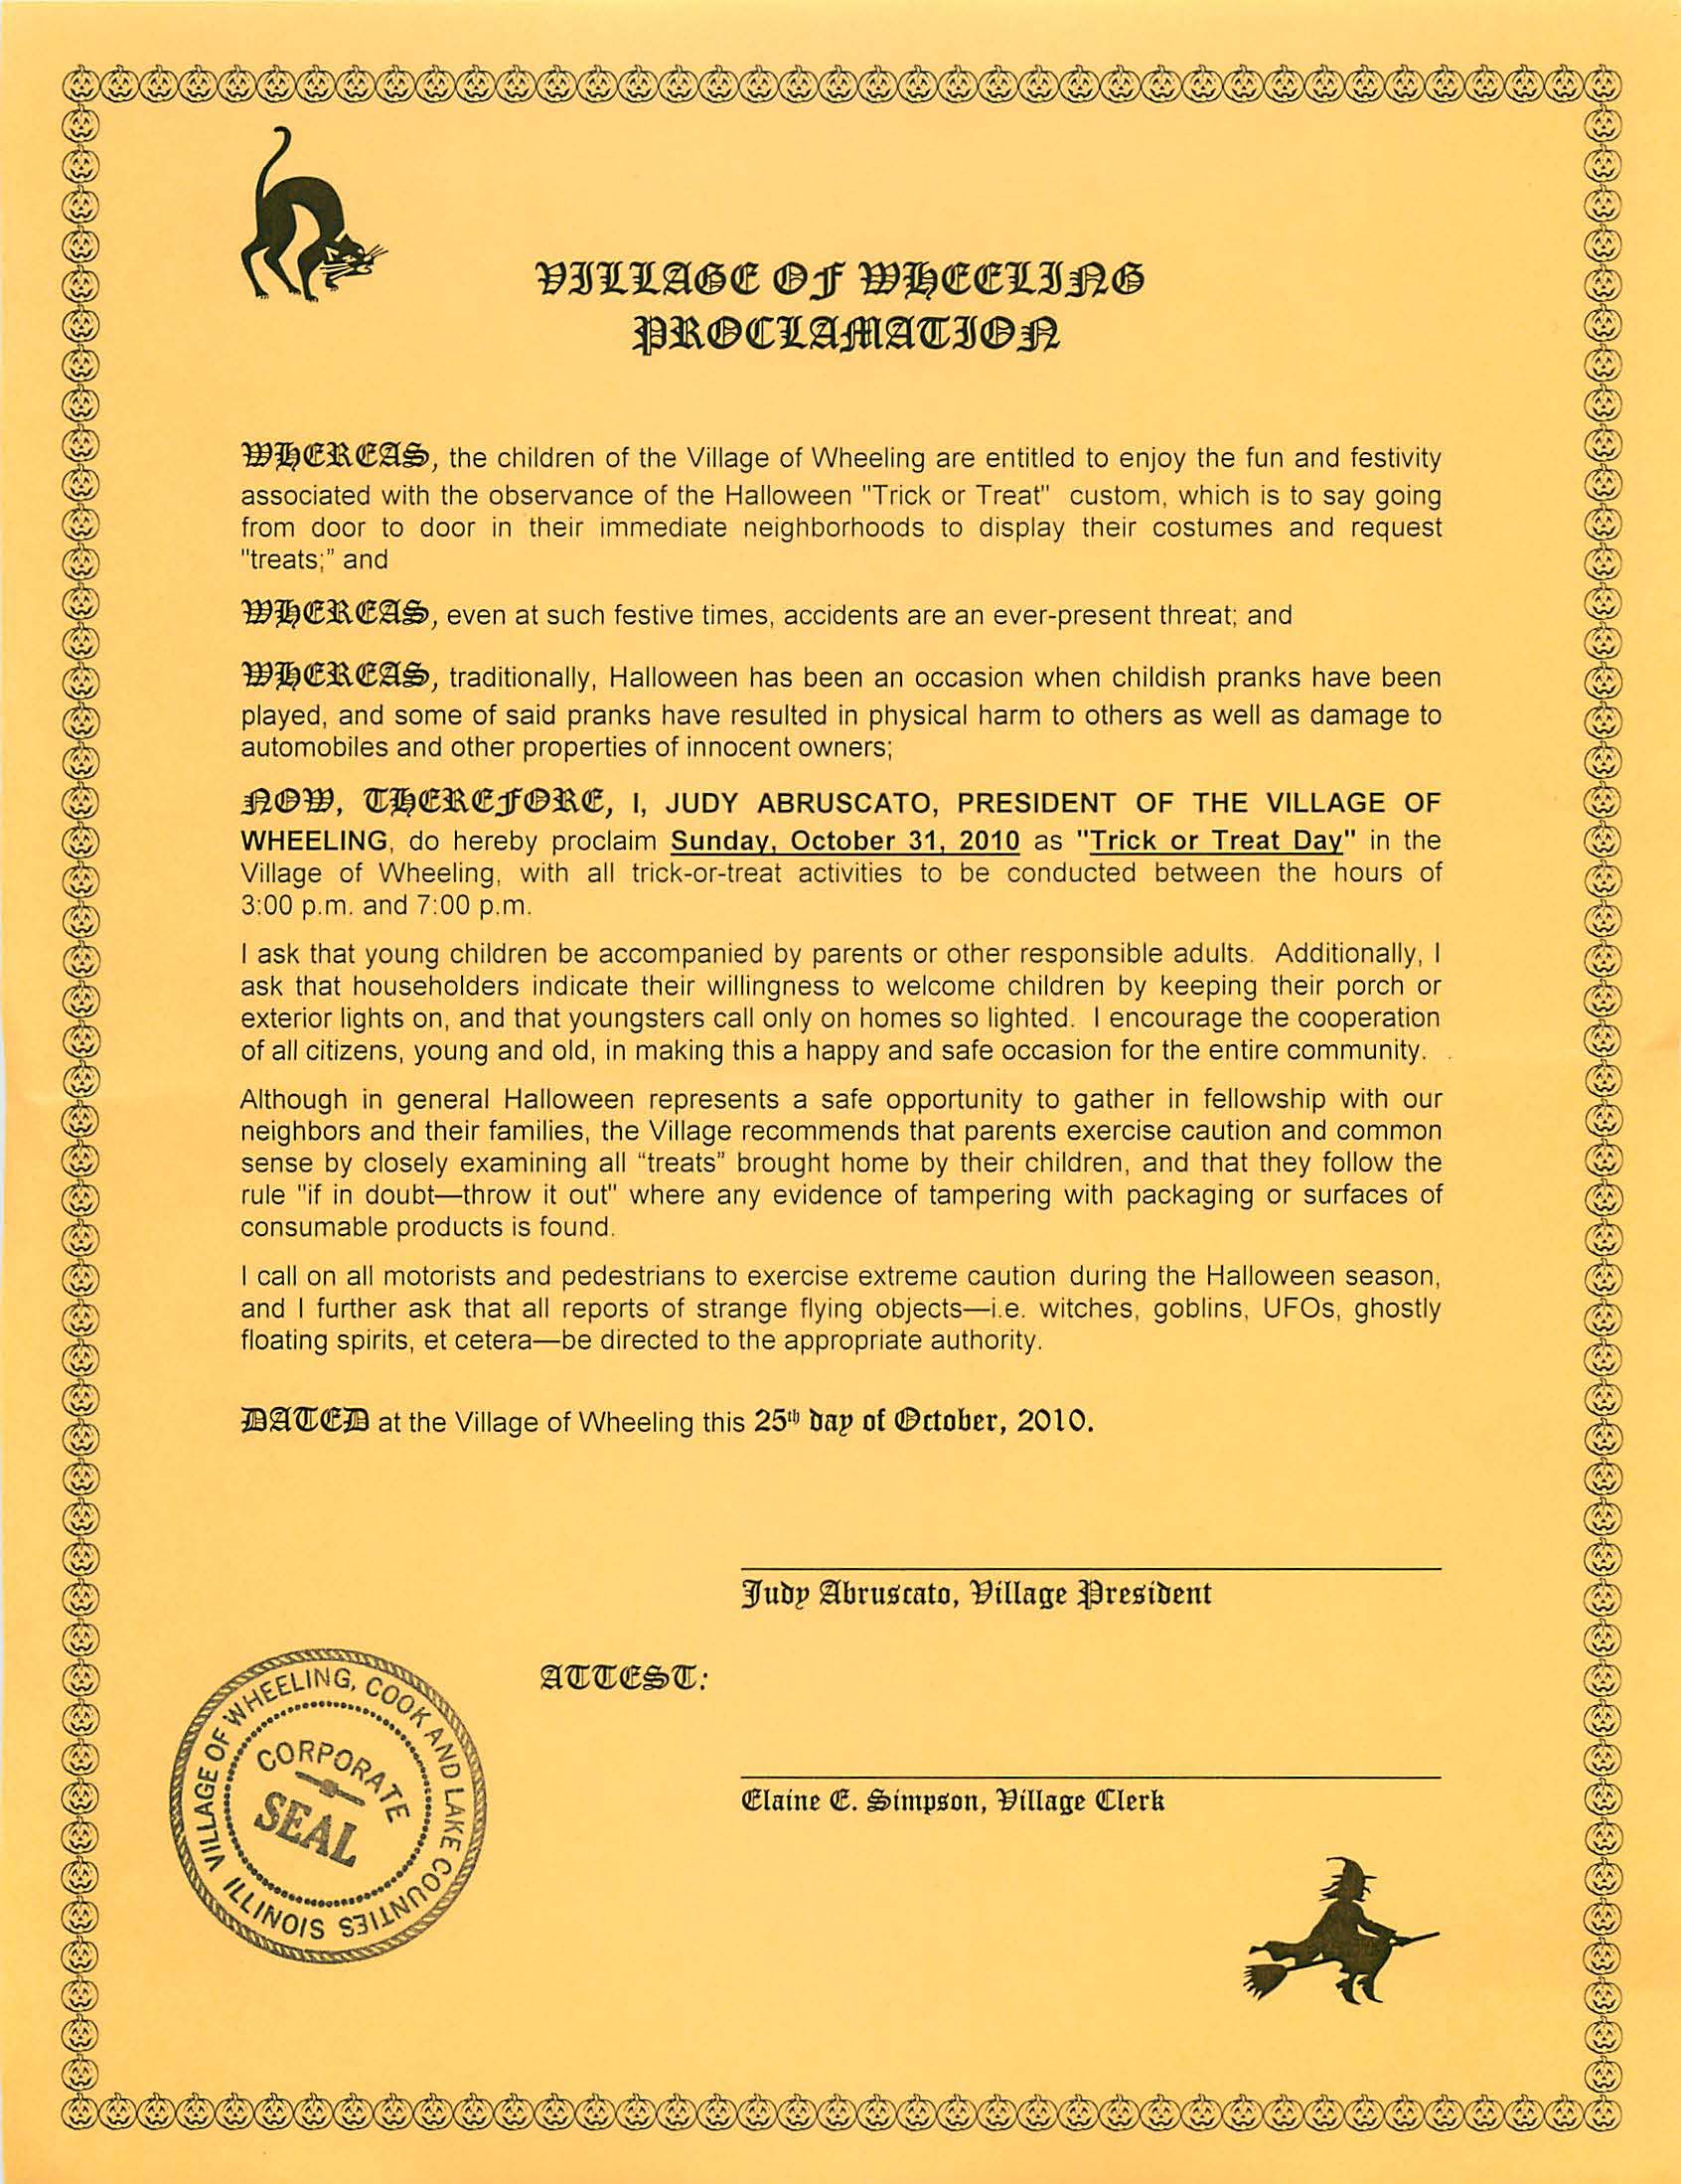 VILLAGE OF WHEELING
PROCLAMATION
WHEREAS, the children of the Village of Wheeling are entitled to enjoy the fun and festivity
associated with the observance of the Halloween "Trick or Treat" custom, which is to say going
from door to door in their immediate neighborhoods to display their costumes and request
"treats;” and
WHEREAS, even at such festive times, accidents are an ever-present threat; and
WHEREAS, traditionally, Halloween has been an occasion when childish pranks have been
played, and some of said pranks have resulted in physical harm to others as well as damage to
automobiles and other properties of innocent owners;
NOW, THEREFORE, I, JUDY ABRUSCATO, PRESIDENT OF THE VILLAGE OF
WHEELING, do hereby proclaim Sunday, October 31, 2010 as "Trick or Treat Day" in the
Village of Wheeling, with all trick-or-treat activities to be conducted between the hours of
3:00 p.m. and 7:00 p.m.
I ask that young children be accompanied by parents or other responsible adults. Additionally, I
ask that householders indicate their willingness to welcome children by keeping their porch or
exterior lights on, and that youngsters call only on homes so lighted. I encourage the cooperation
of all citizens, young and old, in making this a happy and safe occasion for the entire community.
Although in general Halloween represents a safe opportunity to gather in fellowship with our
neighbors and their families, the Village recommends that parents exercise caution and common
sense by closely examining all “treats” brought home by their children, and that they follow the
rule "if in doubt—throw it out" where any evidence of tampering with packaging or surfaces of
consumable products is found.
I call on all motorists and pedestrians to exercise extreme caution during the Halloween season,
and I further ask that all reports of strange flying objects—i.e. witches, goblins, UFOs, ghostly
floating spirits, et cetera—be directed to the appropriate authority.
DATED at the Village of Wheeling this 25th day of October, 2010.
Judy Abruscato, Village President
ATTEST:
Elaine E. Simpson, Village Clerk
VILLAGE OF WHEELING, COOK AND LAKE COUNTIES
ILLINOIS
CORPORATE
SEAL